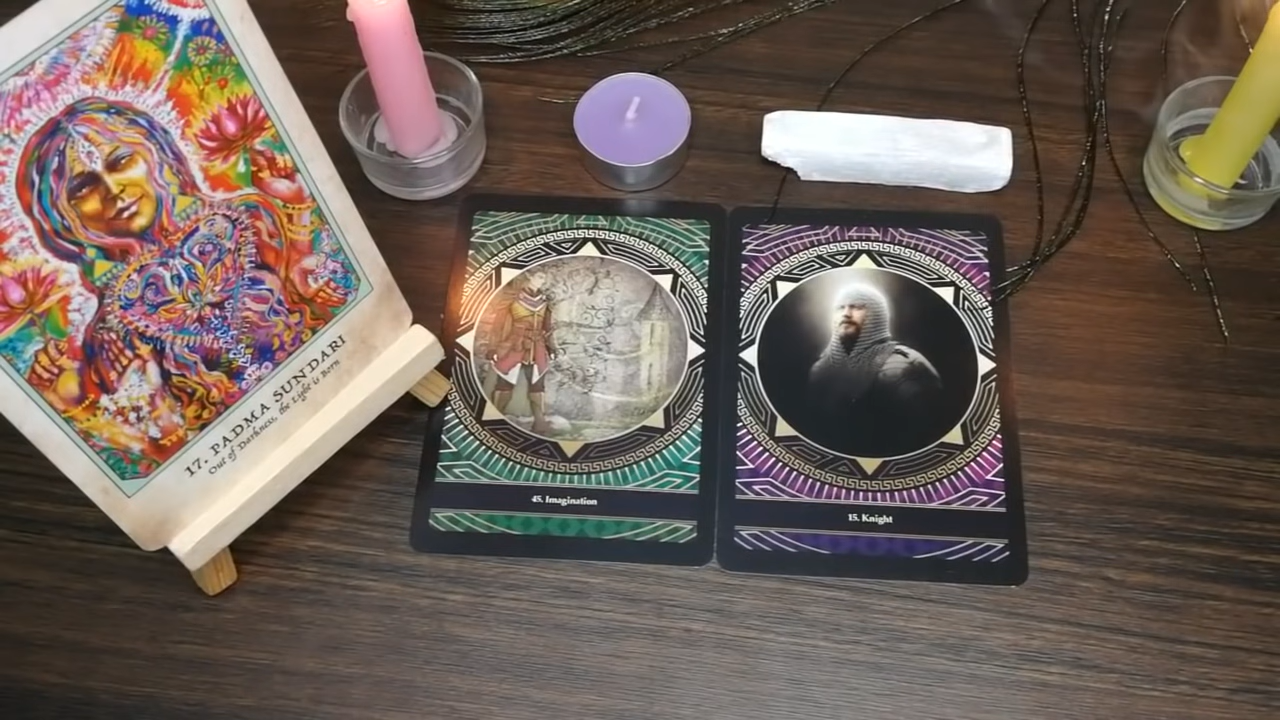 17. PADMA SUNDARI
Out of Darkness, the Light is Born
45. Imagination
15. Knight